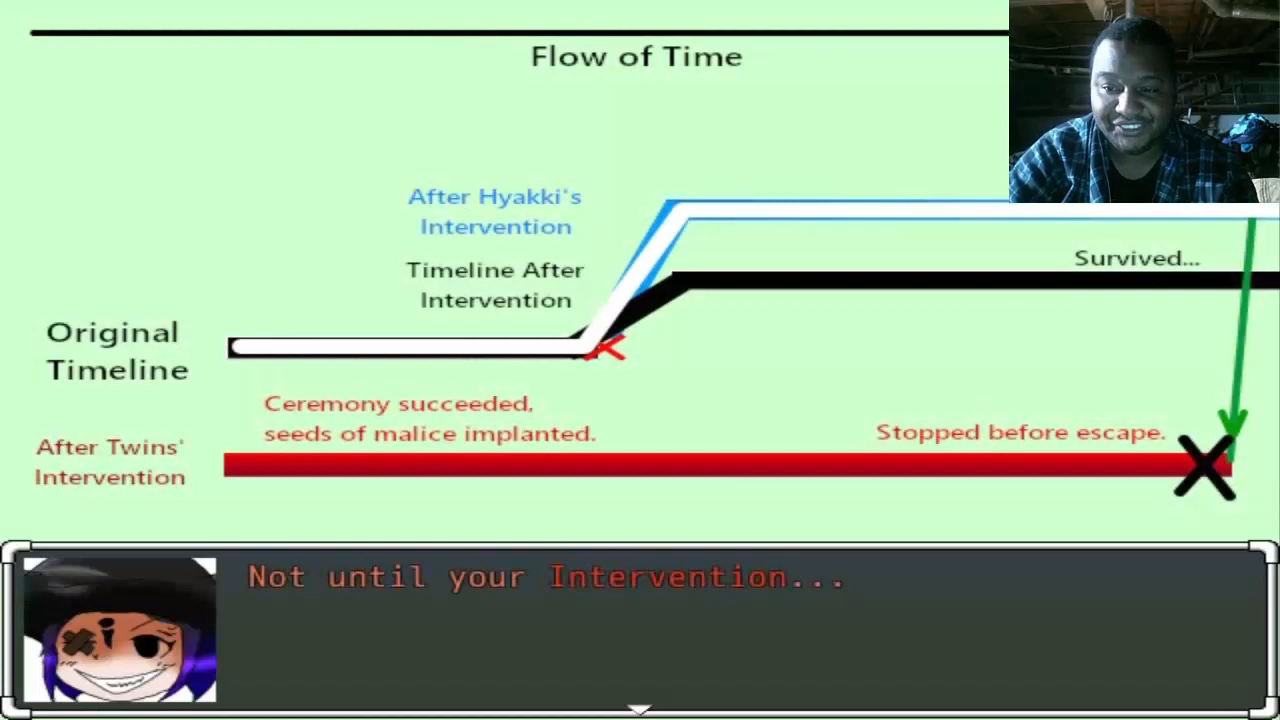 Flow of Time
After Hyakki's
Intervention
Timeline After
Intervention
Survived...
Original
Timeline
Ceremony succeeded,
seeds of malice implanted.
Stopped before escape.
After Twins'
Intervention
Not until your Intervention...